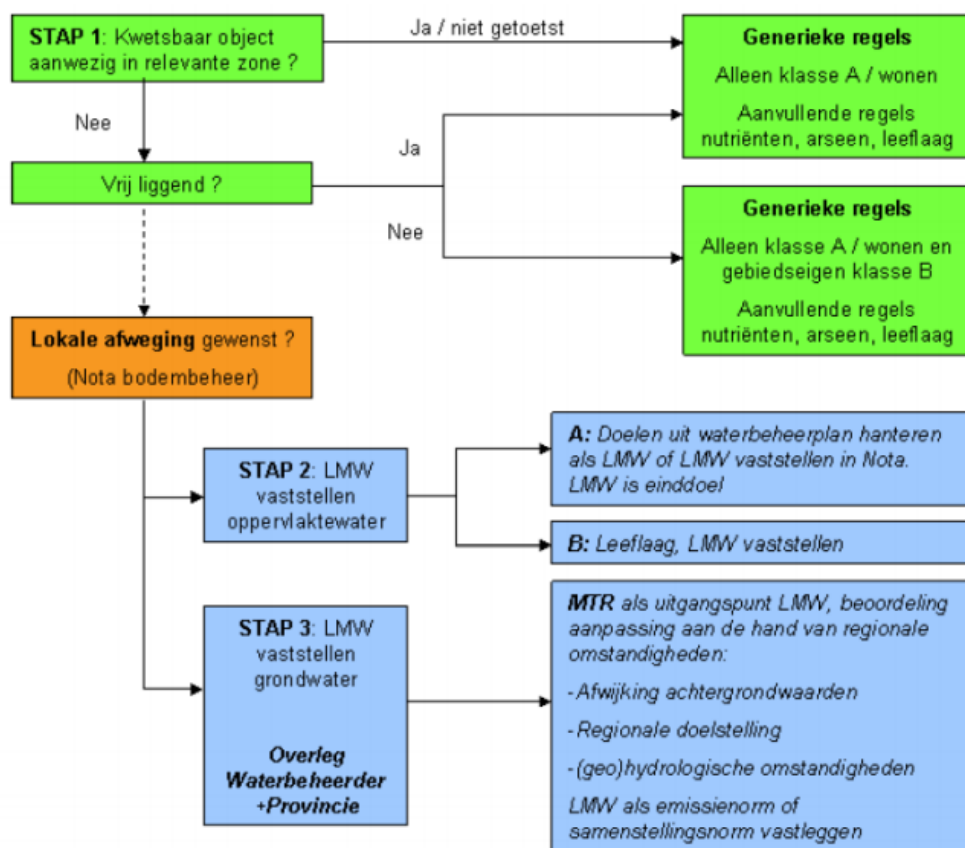 STAP 1: Kwetsbaar object
aanwezig in relevante zone ?
Ja / niet getoetst
Generieke regels
Alleen klasse A / wonen
Aanvullende regels
nutriënten, arseen, leeflaag
Nee
Ja
Vrij liggend ?
Nee
Generieke regels
Alleen klasse A / wonen en
gebiedseigen klasse B
Aanvullende regels
nutriënten, arseen, leeflaag
Lokale afweging gewenst ?
(Nota bodembeheer)
STAP 2: LMW
vaststellen
oppervlaktewater
A: Doelen uit waterbeheerplan hanteren
als LMW of LMW vaststellen in Nota.
LMW is einddoel
B: Leeflaag, LMW vaststellen
STAP 3: LMW
vaststellen
grondwater
Overleg
Waterbeheerder
+Provincie
MTR als uitgangspunt LMW, beoordeling
aanpassing aan de hand van regionale
omstandigheden:
-Afwijking achtergrondwaarden
-Regionale doelstelling
-(geo)hydrologische omstandigheden
LMW als emissienorm of
samenstellingsnorm vastleggen